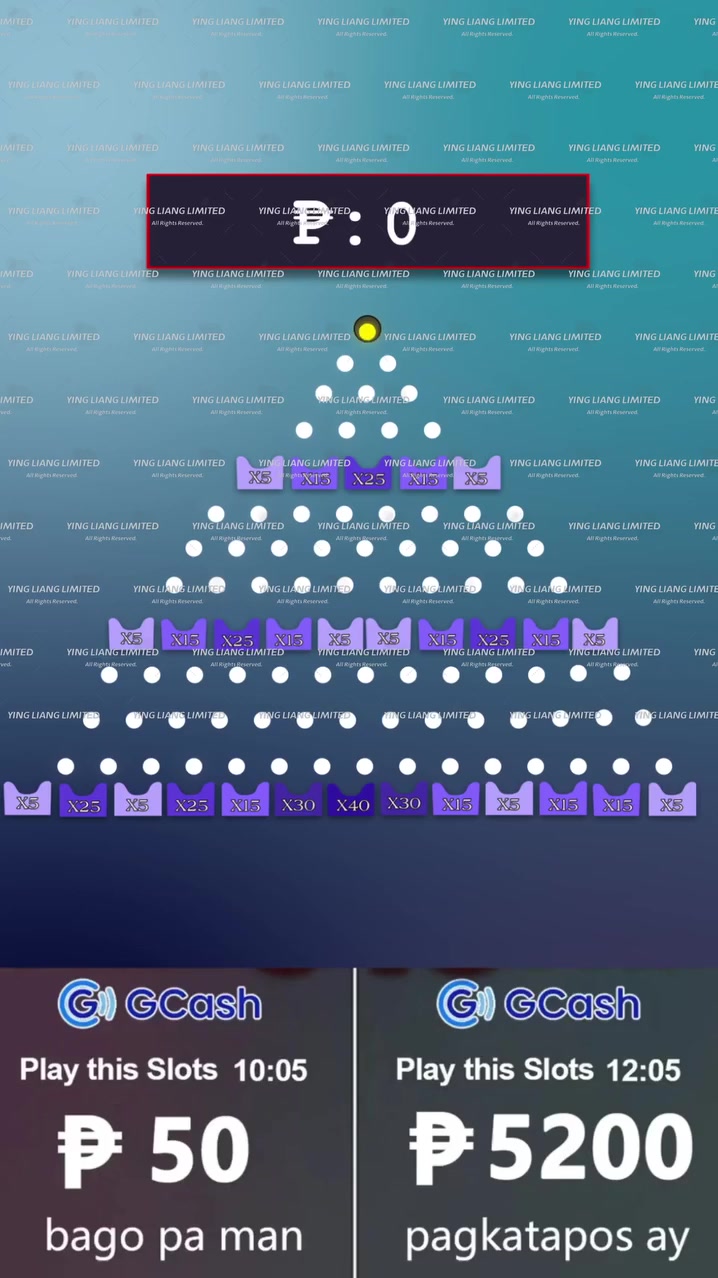 YING LIANG LIMITED
All Rights Reserved.
₱: 0
X5 X15 X25 X15 X5
X5 X15 X25 X15 X5 X5 X15 X25 X15 X5
X5 X25 X5 X25 X15 X30 X40 X30 X15 X5 X15 X15 X5
GCash
Play this Slots 10:05
₱ 50
bago pa man
GCash
Play this Slots 12:05
₱5200
pagkatapos ay